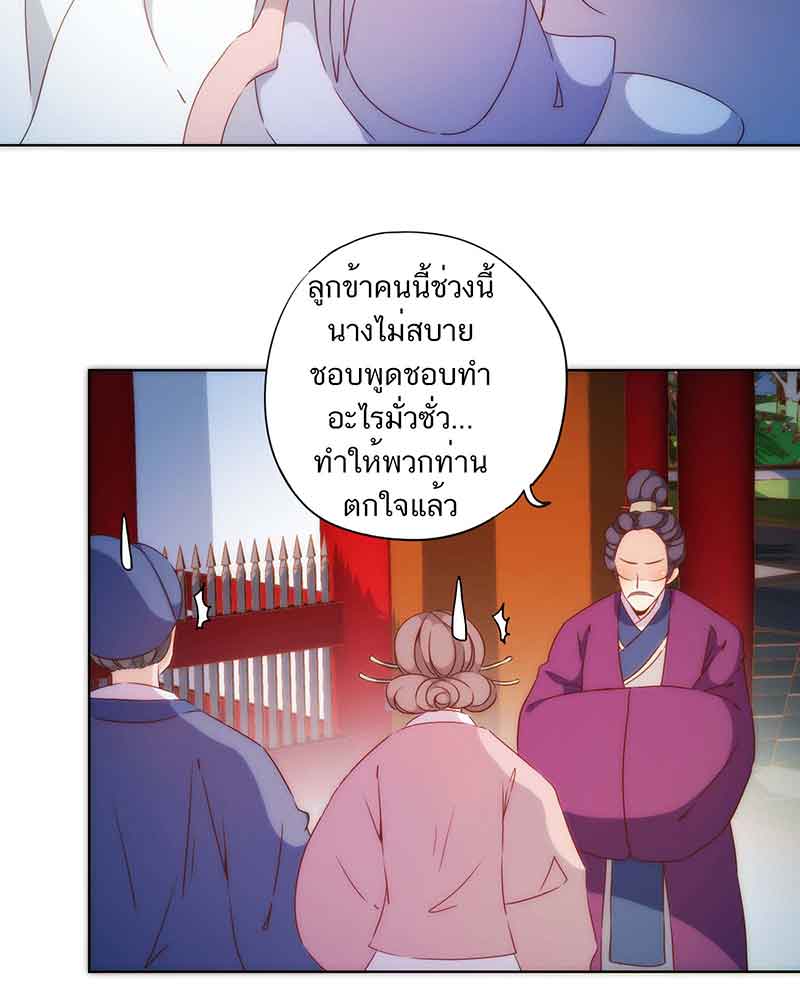 ลูกข้าคนนี้ช่วงนี้
นางไม่สบาย
ชอบพูดชอบทำ
อะไรมั่วซั่ว...
ทำให้พวกท่าน
ตกใจแล้ว